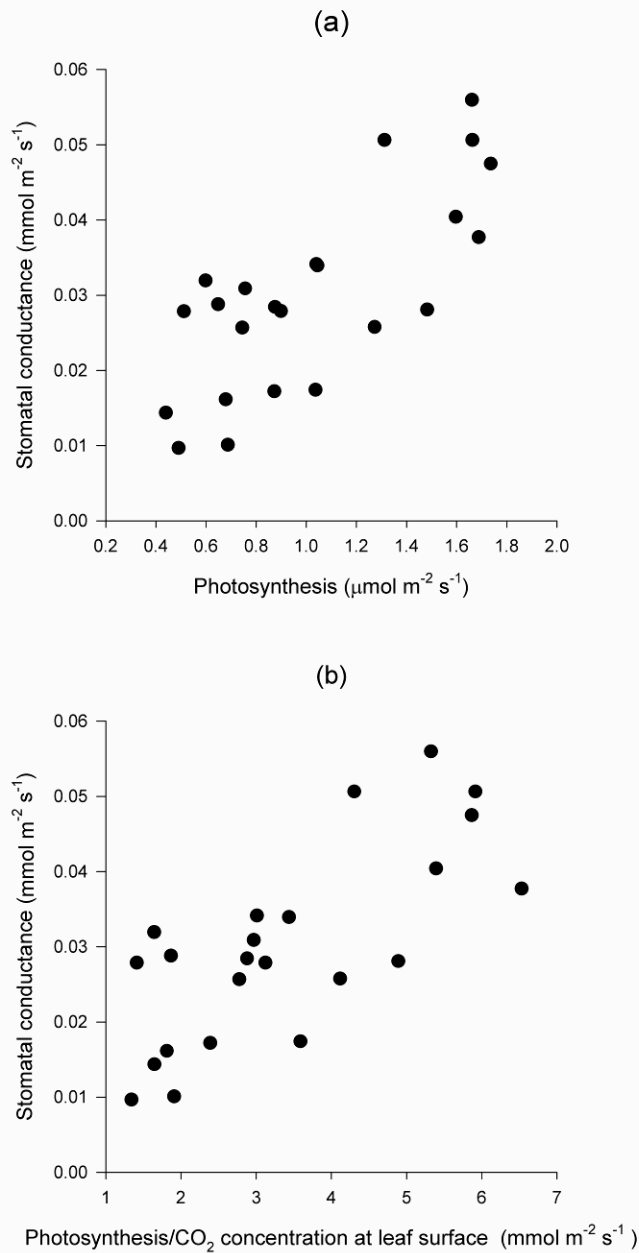 (a)
0.06
0.05
0.04
0.03
0.02
0.01
0.00
Stomatal conductance (mmol m⁻² s⁻¹)
0.2 0.4 0.6 0.8 1.0 1.2 1.4 1.6 1.8 2.0
Photosynthesis (μmol m⁻² s⁻¹)
(b)
0.06
0.05
0.04
0.03
0.02
0.01
0.00
Stomatal conductance (mmol m⁻² s⁻¹)
1 2 3 4 5 6 7
Photosynthesis/CO₂ concentration at leaf surface (mmol m⁻² s⁻¹)